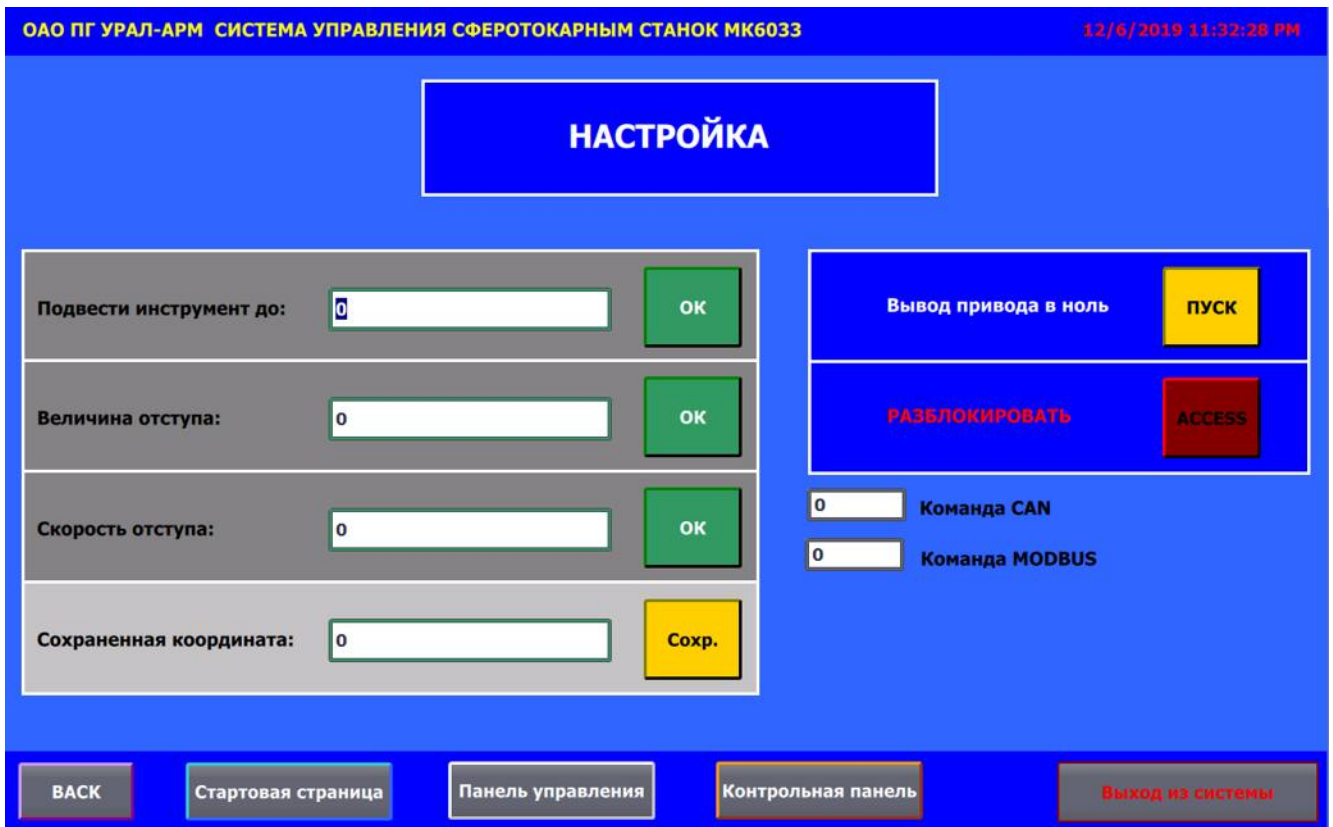 ОАО ПГ УРАЛ-АРМ СИСТЕМА УПРАВЛЕНИЯ СФЕРОТОКАРНЫМ СТАНОК МК6033 12/6/2019 11:32:28 PM
НАСТРОЙКА
Подвести инструмент до: 0 ОК
Величина отступа: 0 ОК
Скорость отступа: 0 ОК
Сохраненная координата: 0 Сохр.
Вывод привода в ноль ПУСК
РАЗБЛОКИРОВАТЬ ACCESS
0 Команда CAN
0 Команда MODBUS
BACK Стартовая страница Панель управления Контрольная панель Выход из системы